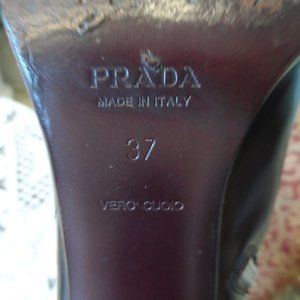 PRADA
MADE IN ITALY
37
VERO CUOIO